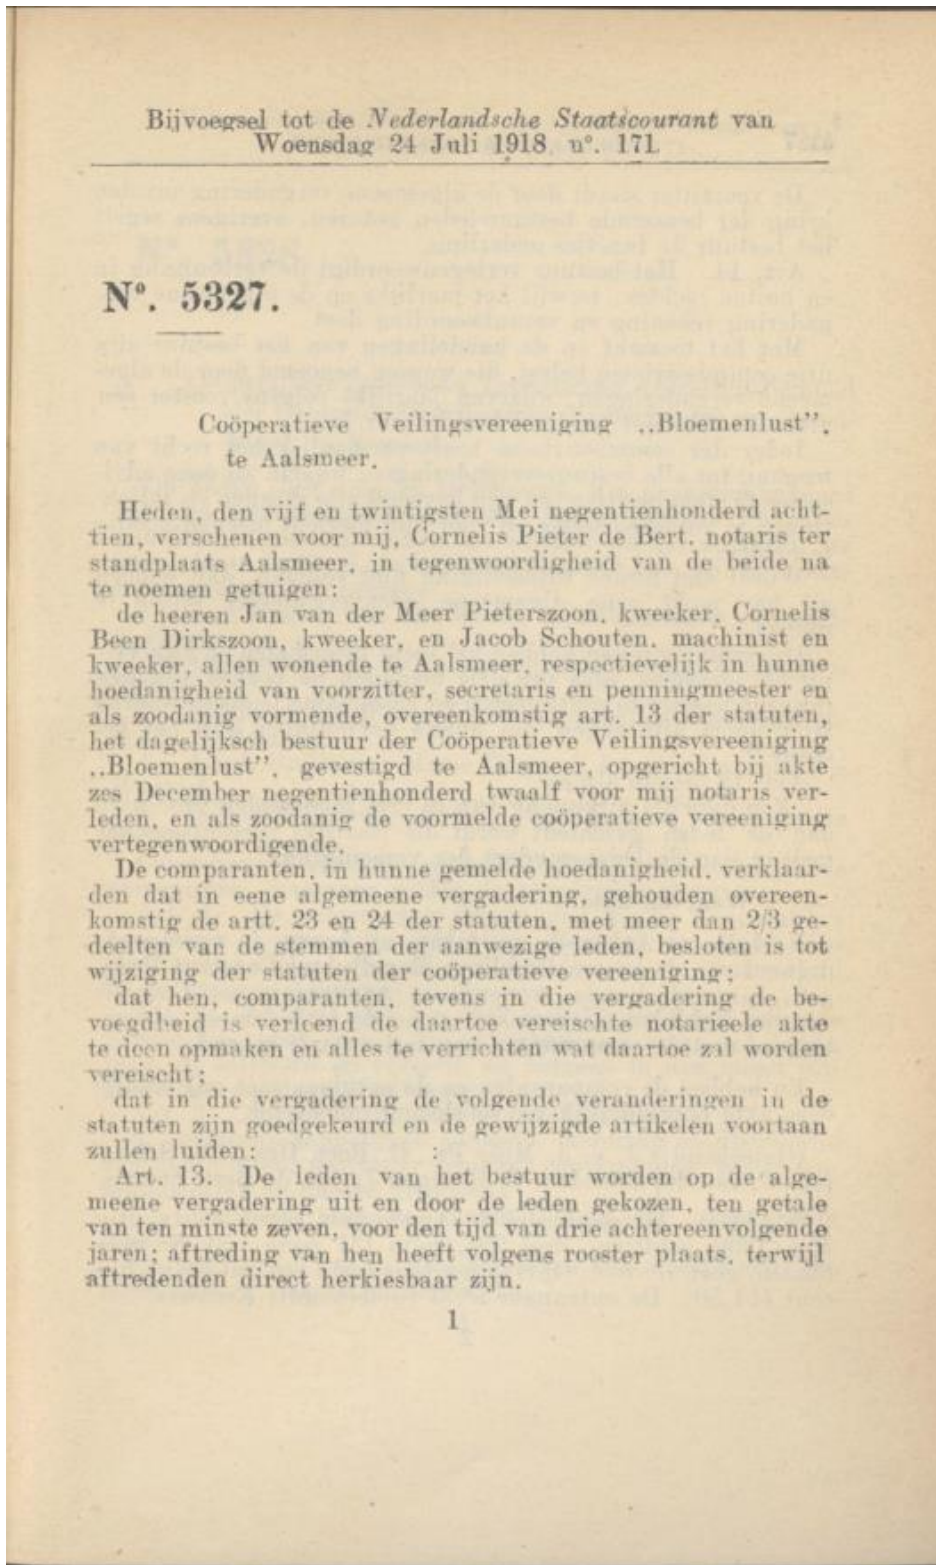 Bijvoegsel tot de Nederlandsche Staatscourant van
Woensdag 24 Juli 1918, n°. 171.
N°. 5327.
Coöperatieve Veilingsvereeniging „Bloemenlust”,
te Aalsmeer.
Heden, den vijf en twintigsten Mei negentienhonderd acht-
tien, verschenen voor mij, Cornelis Pieter de Bert, notaris ter
standplaats Aalsmeer, in tegenwoordigheid van de beide na
te noemen getuigen:
de heeren Jan van der Meer Pieterszoon, kweeker, Cornelis
Been Dirkszoon, kweeker, en Jacob Schouten, machinist en
kweeker, allen wonende te Aalsmeer, respectievelijk in hunne
hoedanigheid van voorzitter, secretaris en penningmeester en
als zoodanig vormende, overeenkomstig art. 13 der statuten,
het dagelijksch bestuur der Coöperatieve Veilingsvereeniging
„Bloemenlust”, gevestigd te Aalsmeer, opgericht bij akte
zes December negentienhonderd twaalf voor mij notaris ver-
leden, en als zoodanig de voormelde coöperatieve vereeniging
vertegenwoordigende.
De comparanten, in hunne gemelde hoedanigheid, verklaar-
den dat in eene algemeene vergadering, gehouden overeen-
komstig de artt. 23 en 24 der statuten, met meer dan 2/3 ge-
deelten van de stemmen der aanwezige leden, besloten is tot
wijziging der statuten der coöperatieve vereeniging;
dat hen, comparanten, tevens in die vergadering de be-
voegdheid is verleend de daartoe vereischte notarieele akte
te doen opmaken en alles te verrichten wat daartoe zal worden
vereischt;
dat in die vergadering de volgende veranderingen in de
statuten zijn goedgekeurd en de gewijzigde artikelen voortaan
zullen luiden:
Art. 13. De leden van het bestuur worden op de alge-
meene vergadering uit en door de leden gekozen, ten getale
van ten minste zeven, voor den tijd van drie achtereenvolgende
jaren; aftreding van hen heeft volgens rooster plaats, terwijl
aftredenden direct herkiesbaar zijn.
1